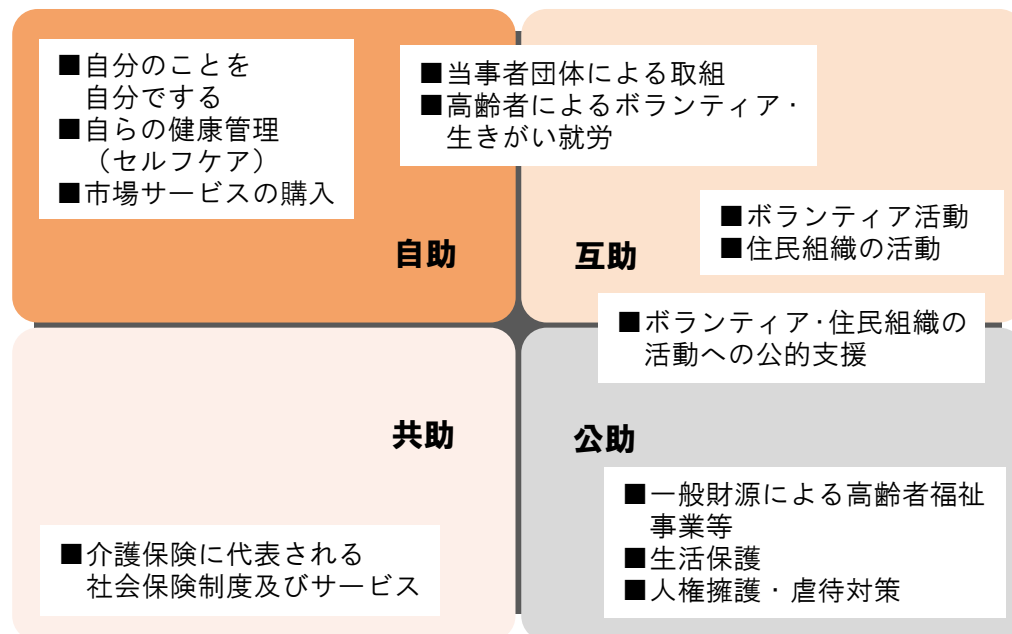 ■自分のことを
自分でする
■自らの健康管理
（セルフケア）
■市場サービスの購入
自助
■当事者団体による取組
■高齢者によるボランティア・
生きがい就労
■ボランティア活動
■住民組織の活動
互助
■ボランティア・住民組織の
活動への公的支援
共助
■介護保険に代表される
社会保険制度及びサービス
公助
■一般財源による高齢者福祉
事業等
■生活保護
■人権擁護・虐待対策